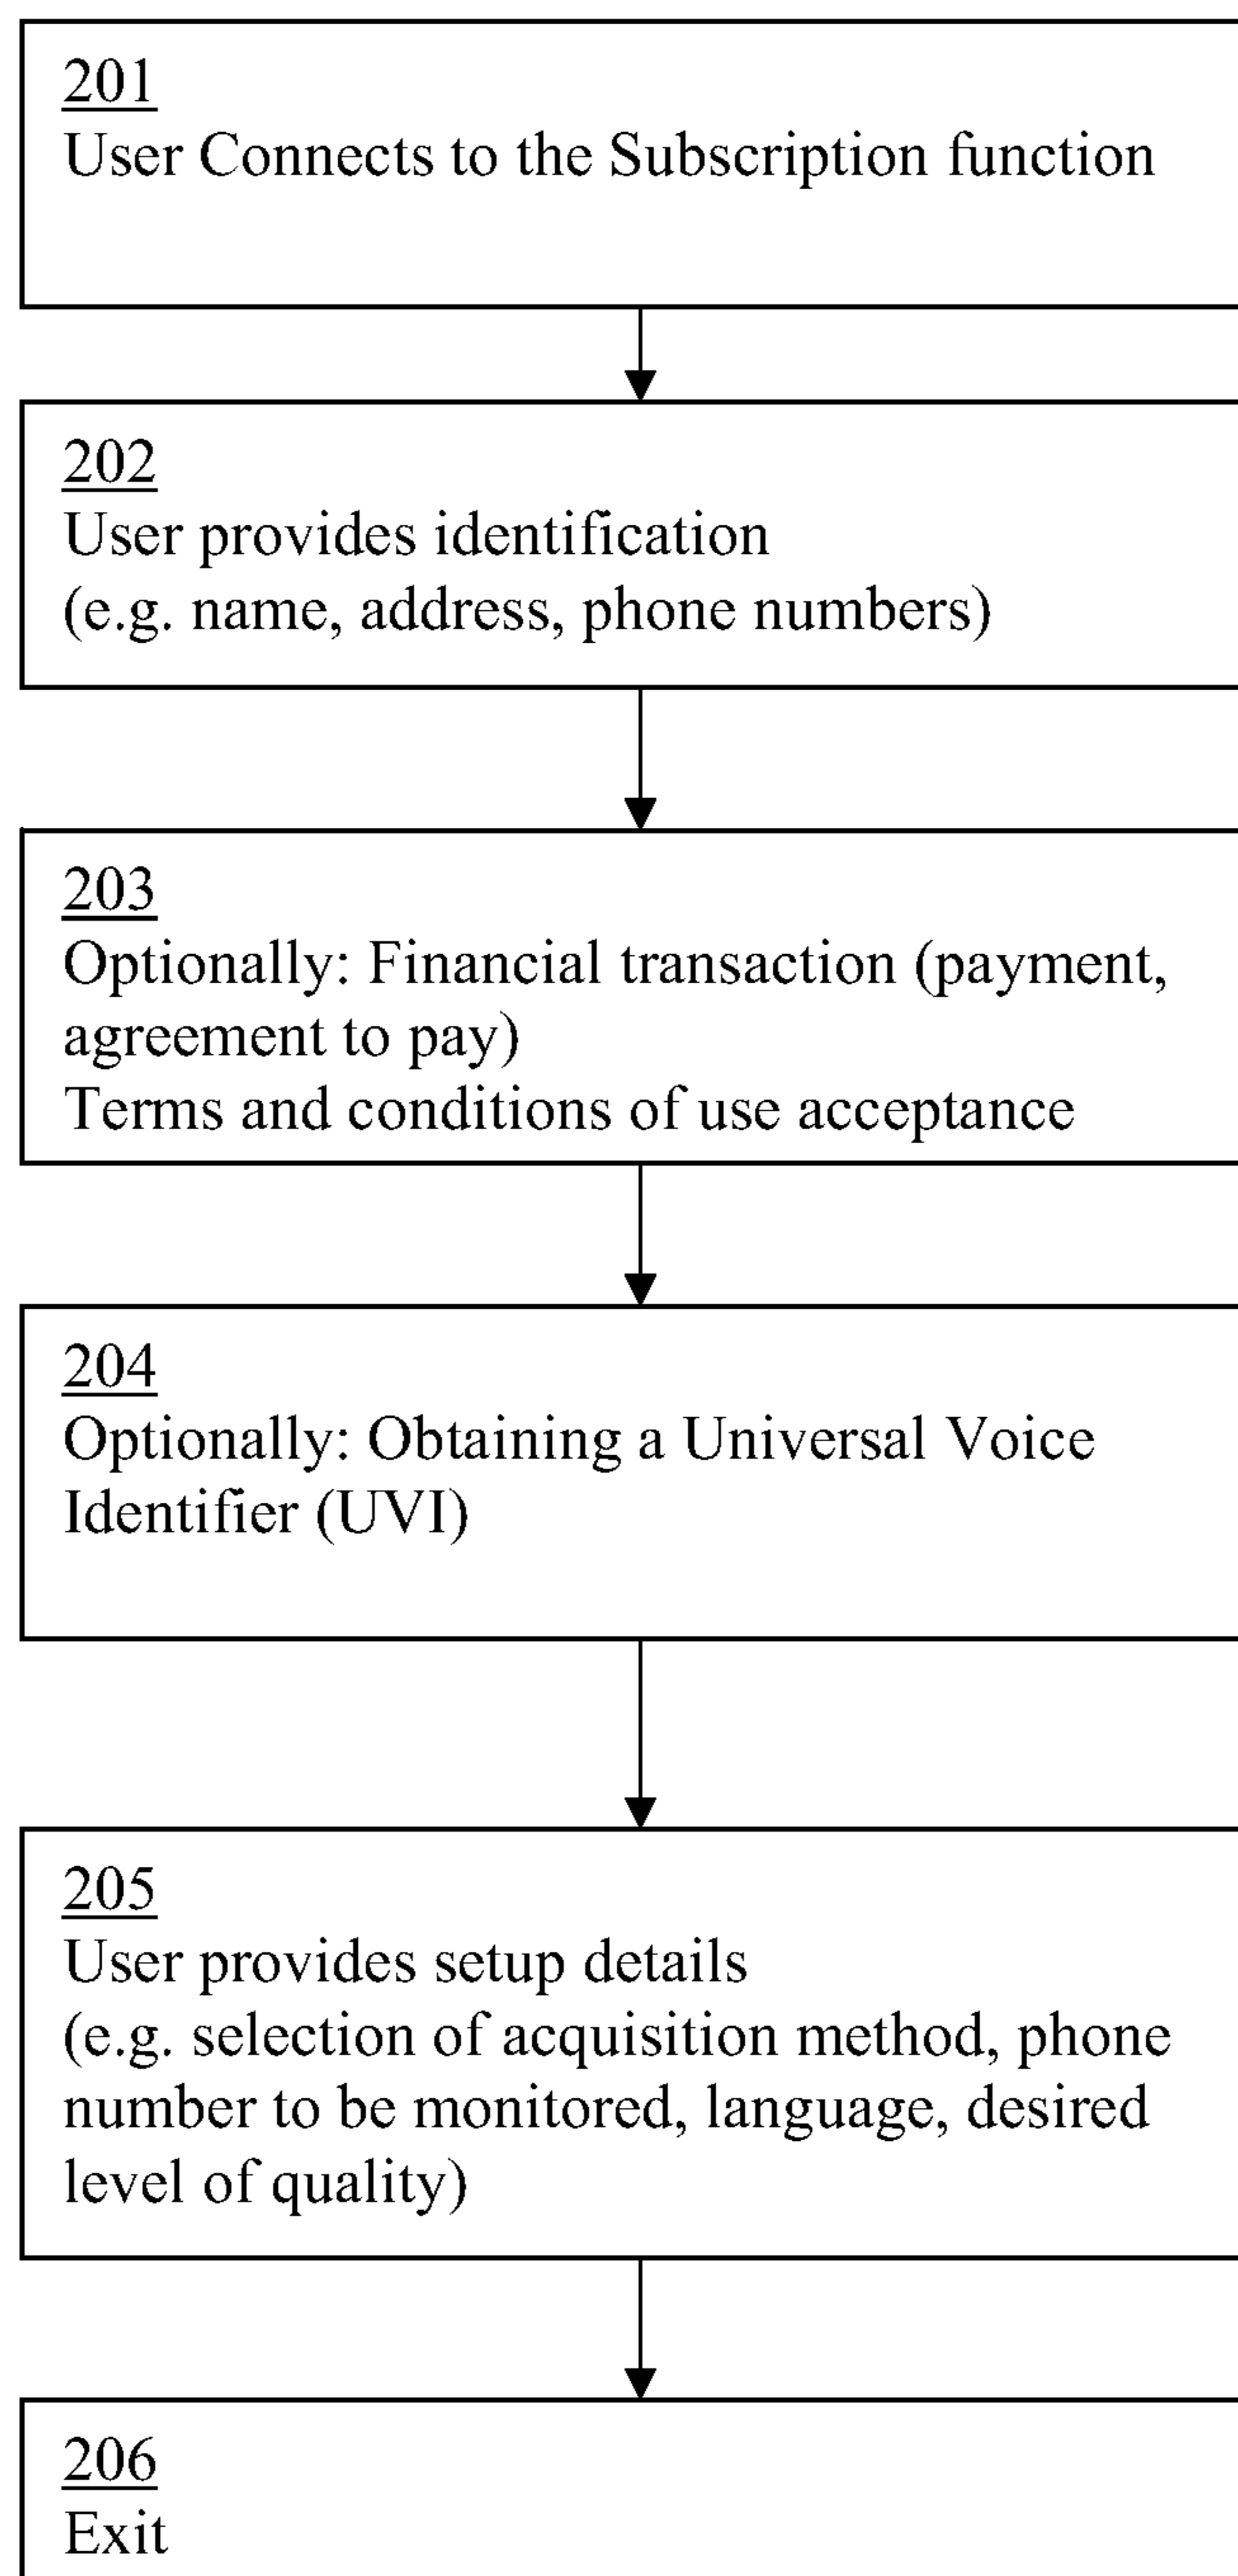 201
User Connects to the Subscription function
202
User provides identification
(e.g. name, address, phone numbers)
203
Optionally: Financial transaction (payment,
agreement to pay)
Terms and conditions of use acceptance
204
Optionally: Obtaining a Universal Voice
Identifier (UVI)
205
User provides setup details
(e.g. selection of acquisition method, phone
number to be monitored, language, desired
level of quality)
206
Exit